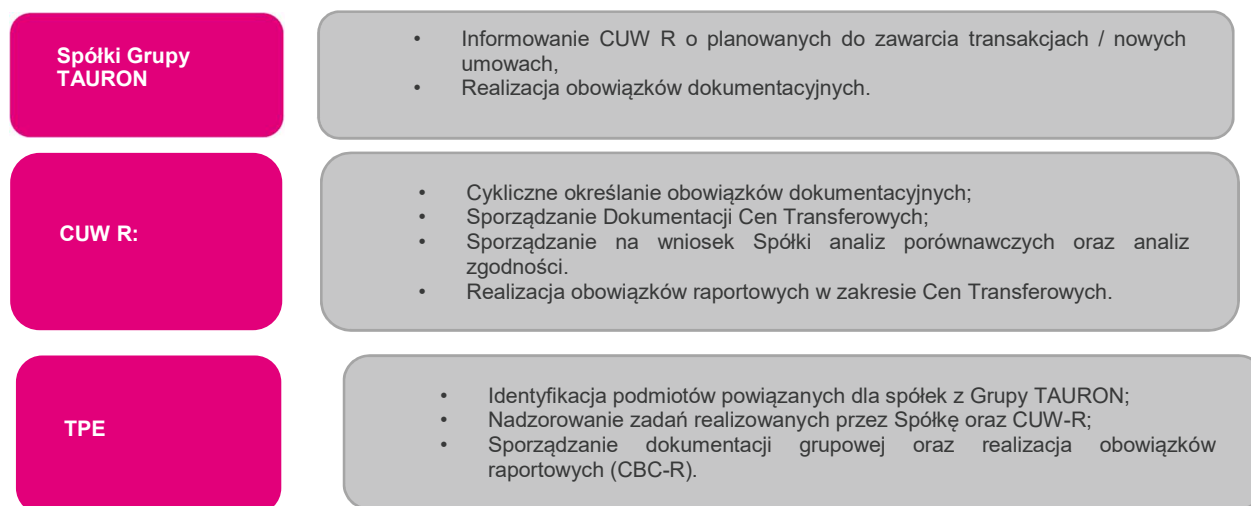 Spółki Grupy
TAURON
• Informowanie CUW R o planowanych do zawarcia transakcjach / nowych
umowach,
• Realizacja obowiązków dokumentacyjnych.
CUW R:
• Cykliczne określanie obowiązków dokumentacyjnych;
• Sporządzanie Dokumentacji Cen Transferowych;
• Sporządzanie na wniosek Spółki analiz porównawczych oraz analiz
zgodności.
• Realizacja obowiązków raportowych w zakresie Cen Transferowych.
TPE
• Identyfikacja podmiotów powiązanych dla spółek z Grupy TAURON;
• Nadzorowanie zadań realizowanych przez Spółkę oraz CUW-R;
• Sporządzanie dokumentacji grupowej oraz realizacja obowiązków
raportowych (CBC-R).